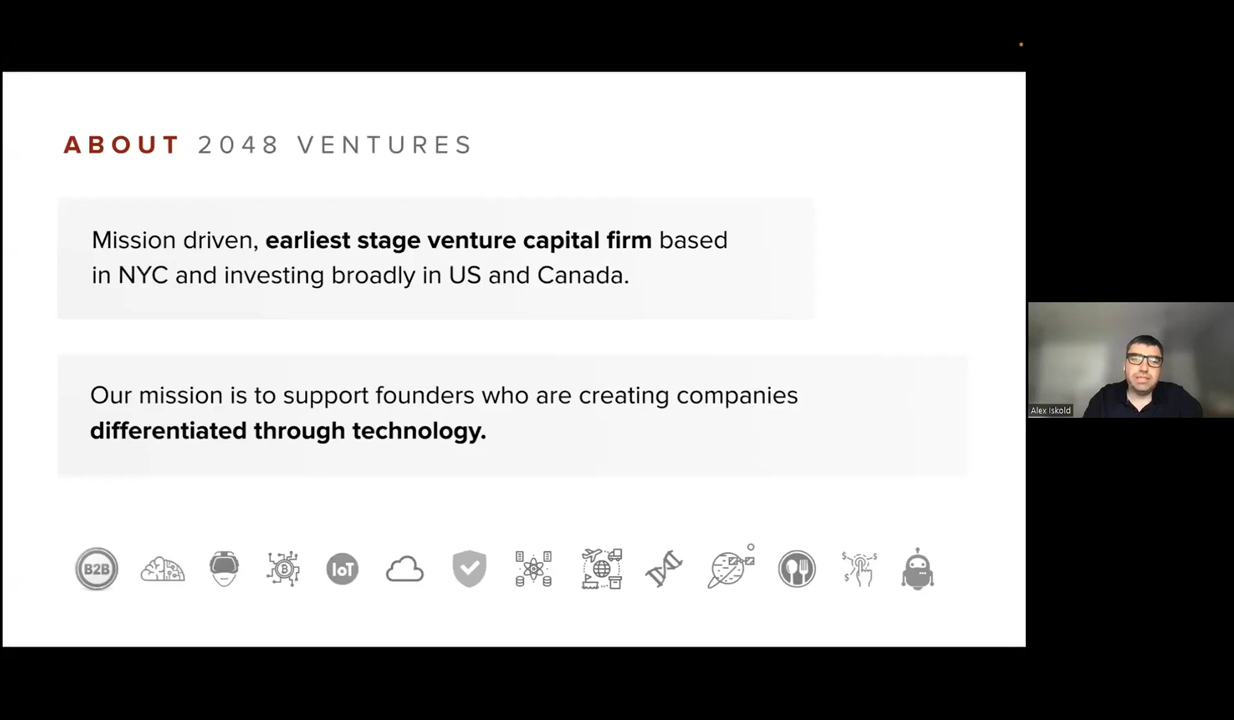 ABOUT 2048 VENTURES
Mission driven, earliest stage venture capital firm based
in NYC and investing broadly in US and Canada.
Our mission is to support founders who are creating companies
differentiated through technology.
B2B
B
IoT
$
$
$
Alex Iskold